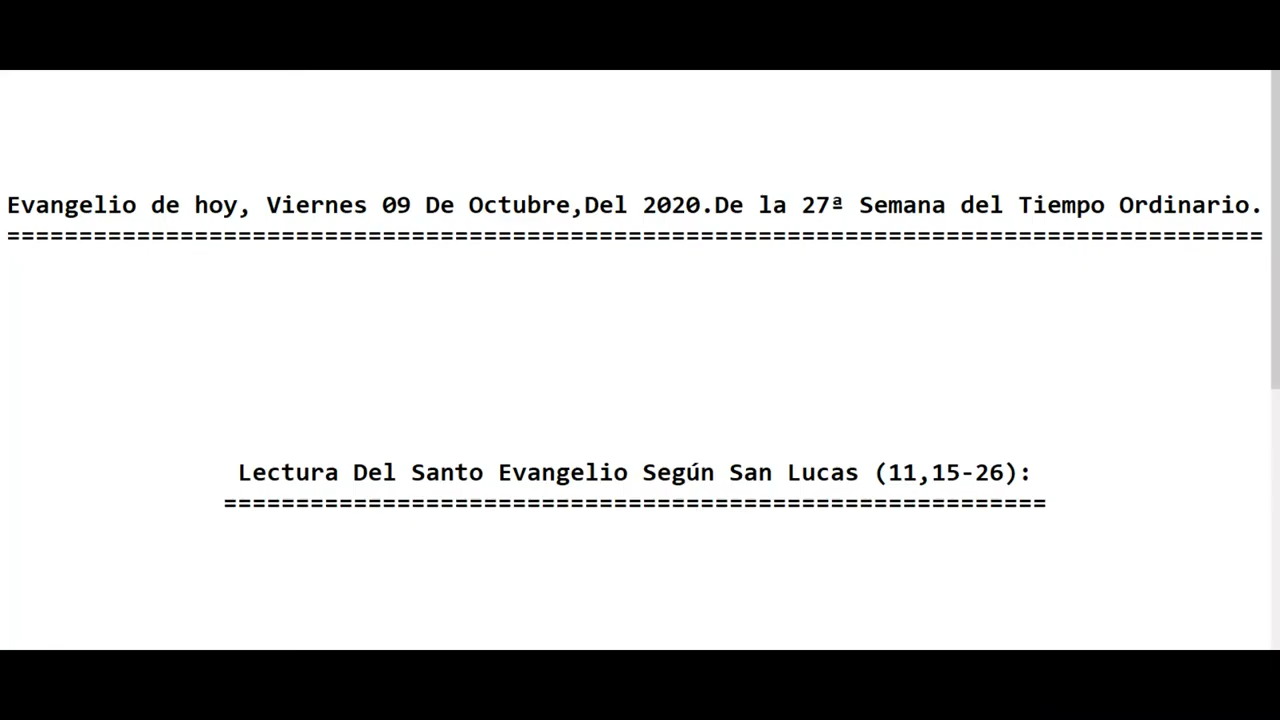 Evangelio de hoy, Viernes 09 De Octubre,Del 2020.De la 27ª Semana del Tiempo Ordinario.
=======================================================================================
Lectura Del Santo Evangelio Según San Lucas (11,15-26):
=========================================================